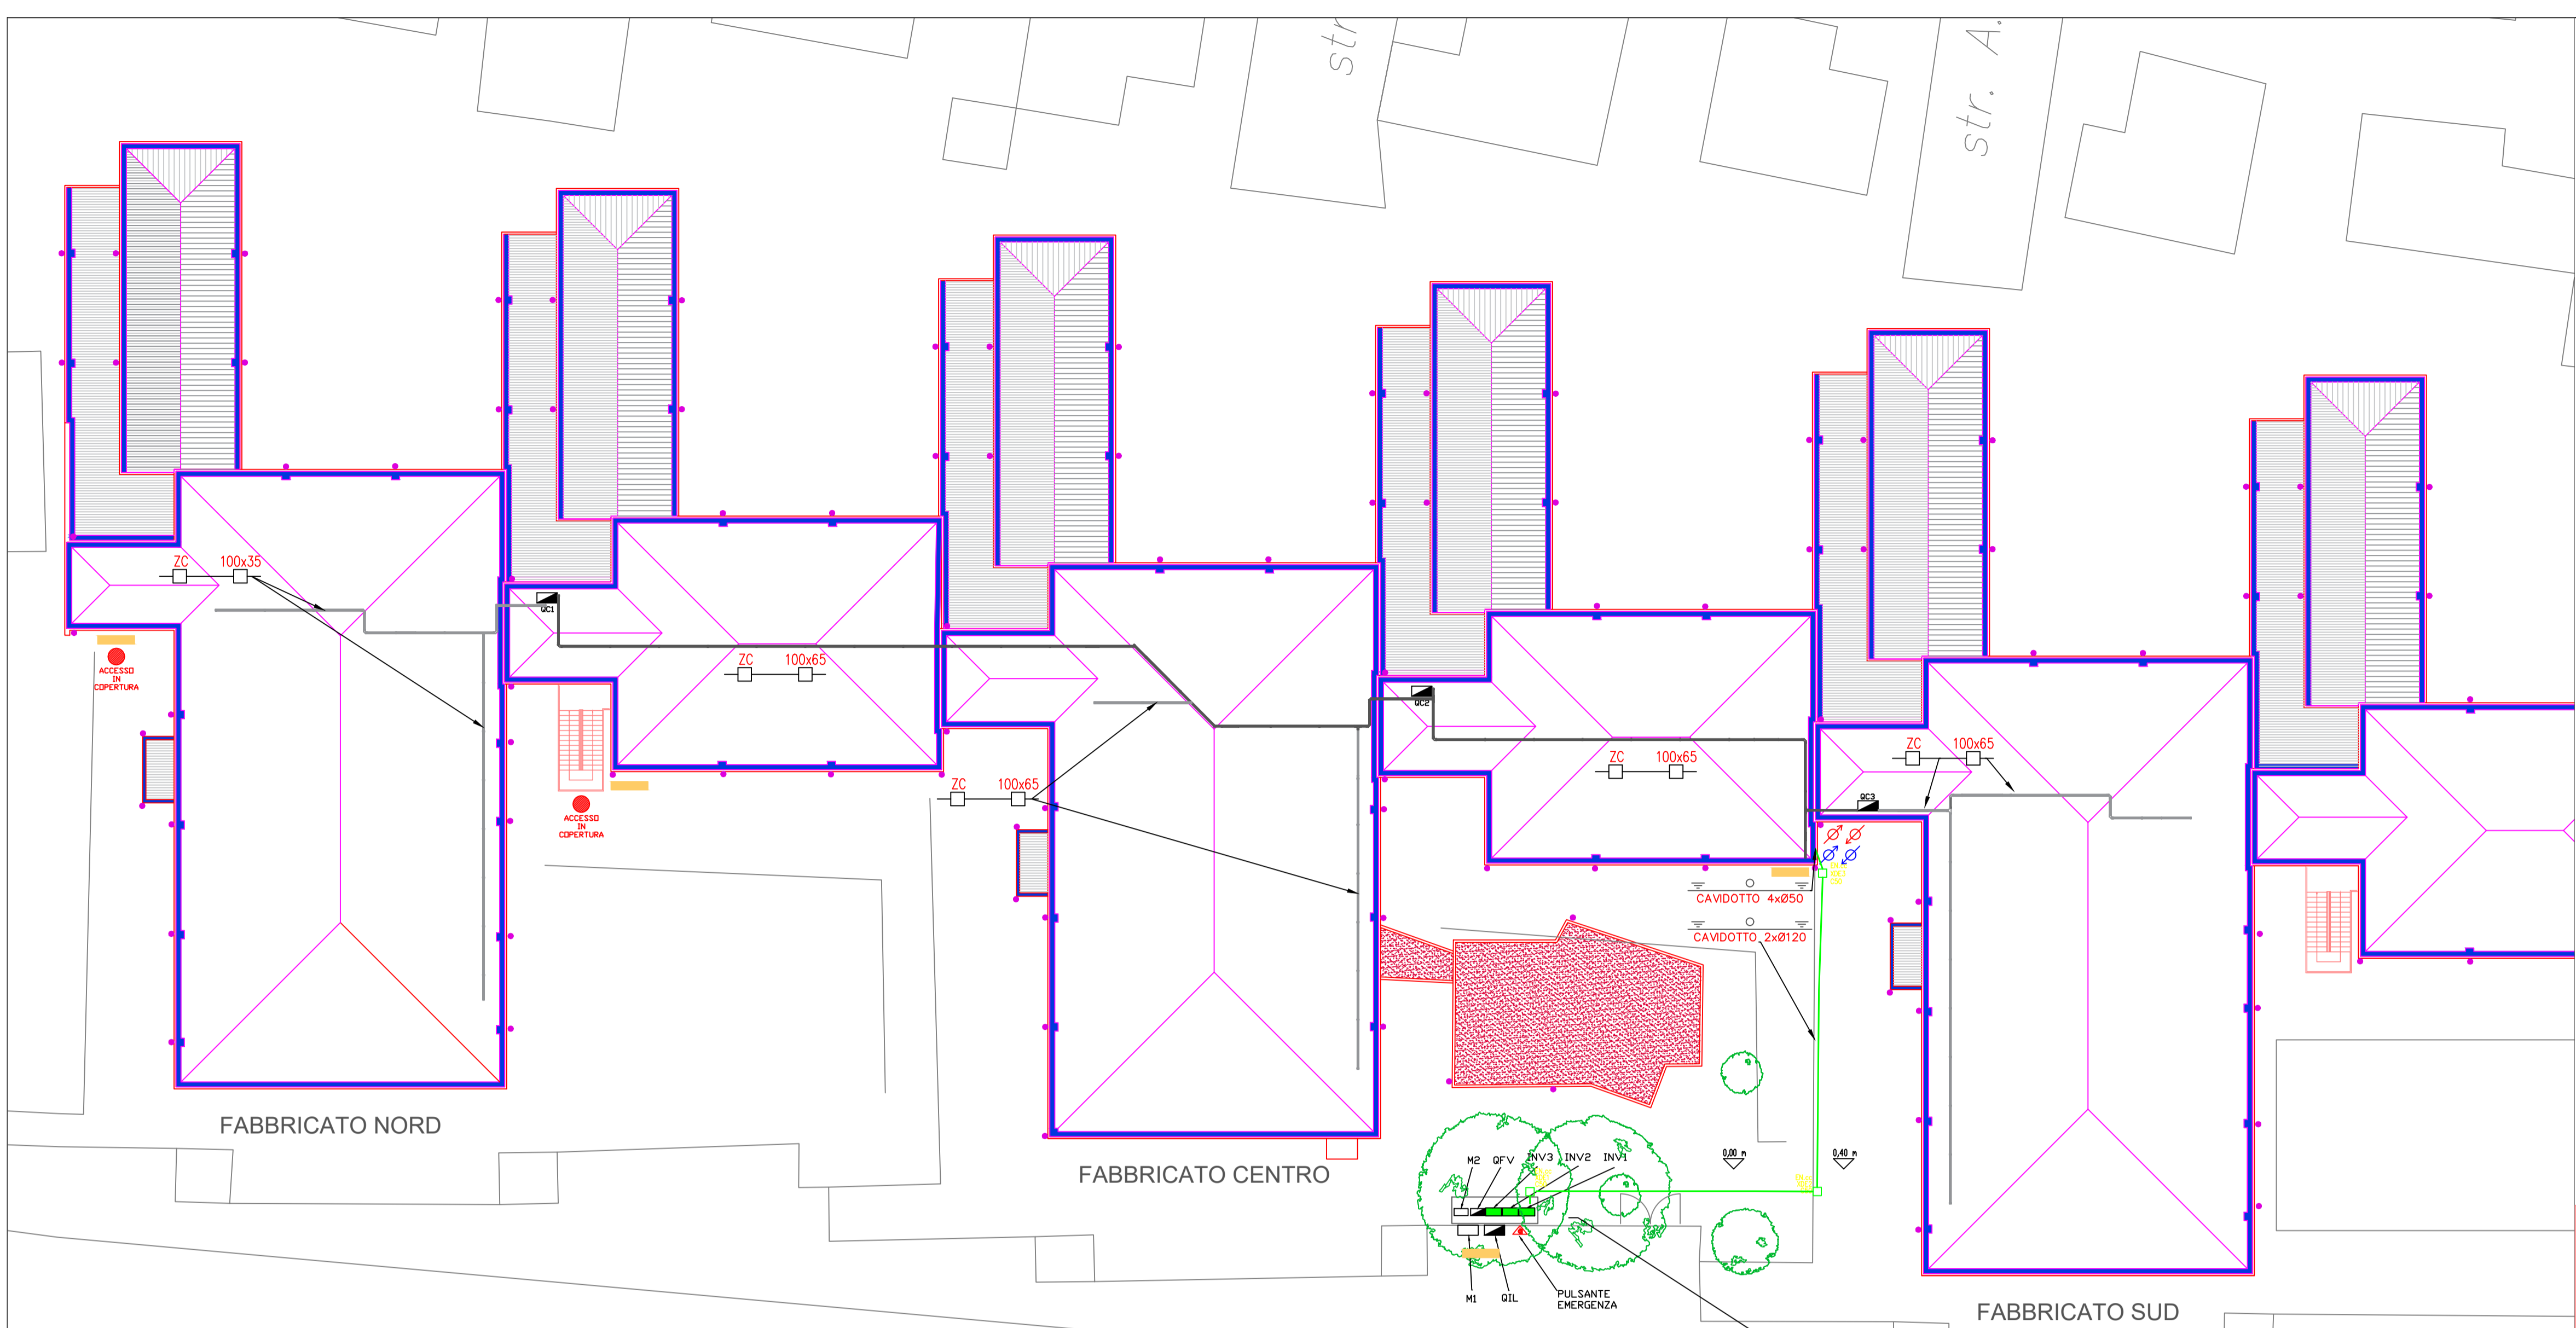 str
str. A.
ZC 100x35
QC1
ACCESSO
IN
COPERTURA
ZC 100x65
QC2
ZC 100x65
ACCESSO
IN
COPERTURA
ZC 100x65
ZC 100x65
QC3
CAVIDOTTO 4xØ50
CAVIDOTTO 2xØ120
FABBRICATO NORD
FABBRICATO CENTRO
M2 QFV INV3 INV2 INV1
0,00 m
0,40 m
M1 QIL PULSANTE
EMERGENZA
FABBRICATO SUD